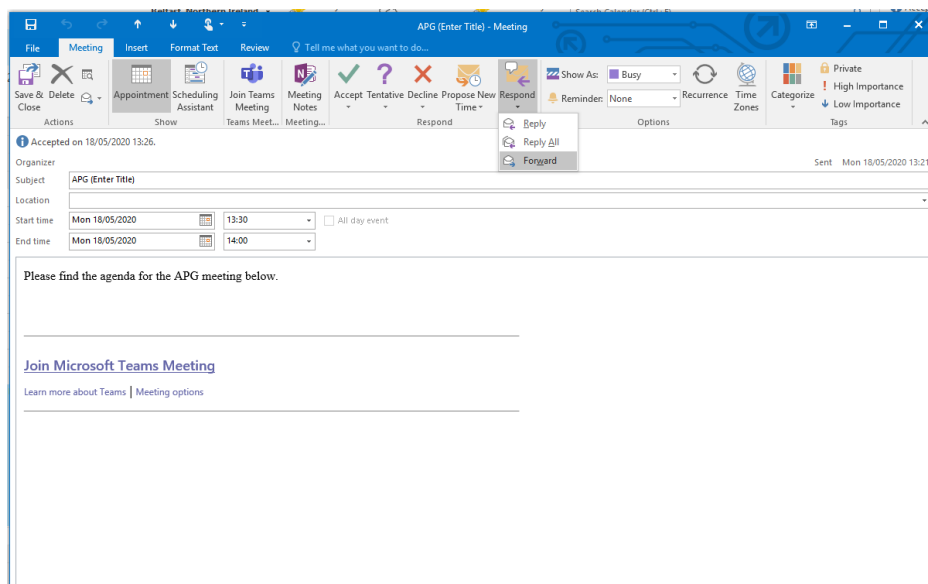 Belfast, Northern Ireland
Search Calendar (Ctrl+E)
APG (Enter Title) - Meeting
File Meeting Insert Format Text Review Tell me what you want to do...
Save & Close
Delete
Appointment
Scheduling Assistant
Join Teams Meeting
Meeting Notes
Accept
Tentative
Decline
Propose New Time
Respond
Show As: Busy
Reminder: None
Recurrence
Time Zones
Categorize
Private
High Importance
Low Importance
Actions Show Teams Meet... Meeting... Respond Options Tags
Reply
Reply All
Forward
Accepted on 18/05/2020 13:26.
Organizer
Sent Mon 18/05/2020 13:21
Subject APG (Enter Title)
Location
Start time Mon 18/05/2020 13:30 All day event
End time Mon 18/05/2020 14:00
Please find the agenda for the APG meeting below.
Join Microsoft Teams Meeting
Learn more about Teams | Meeting options